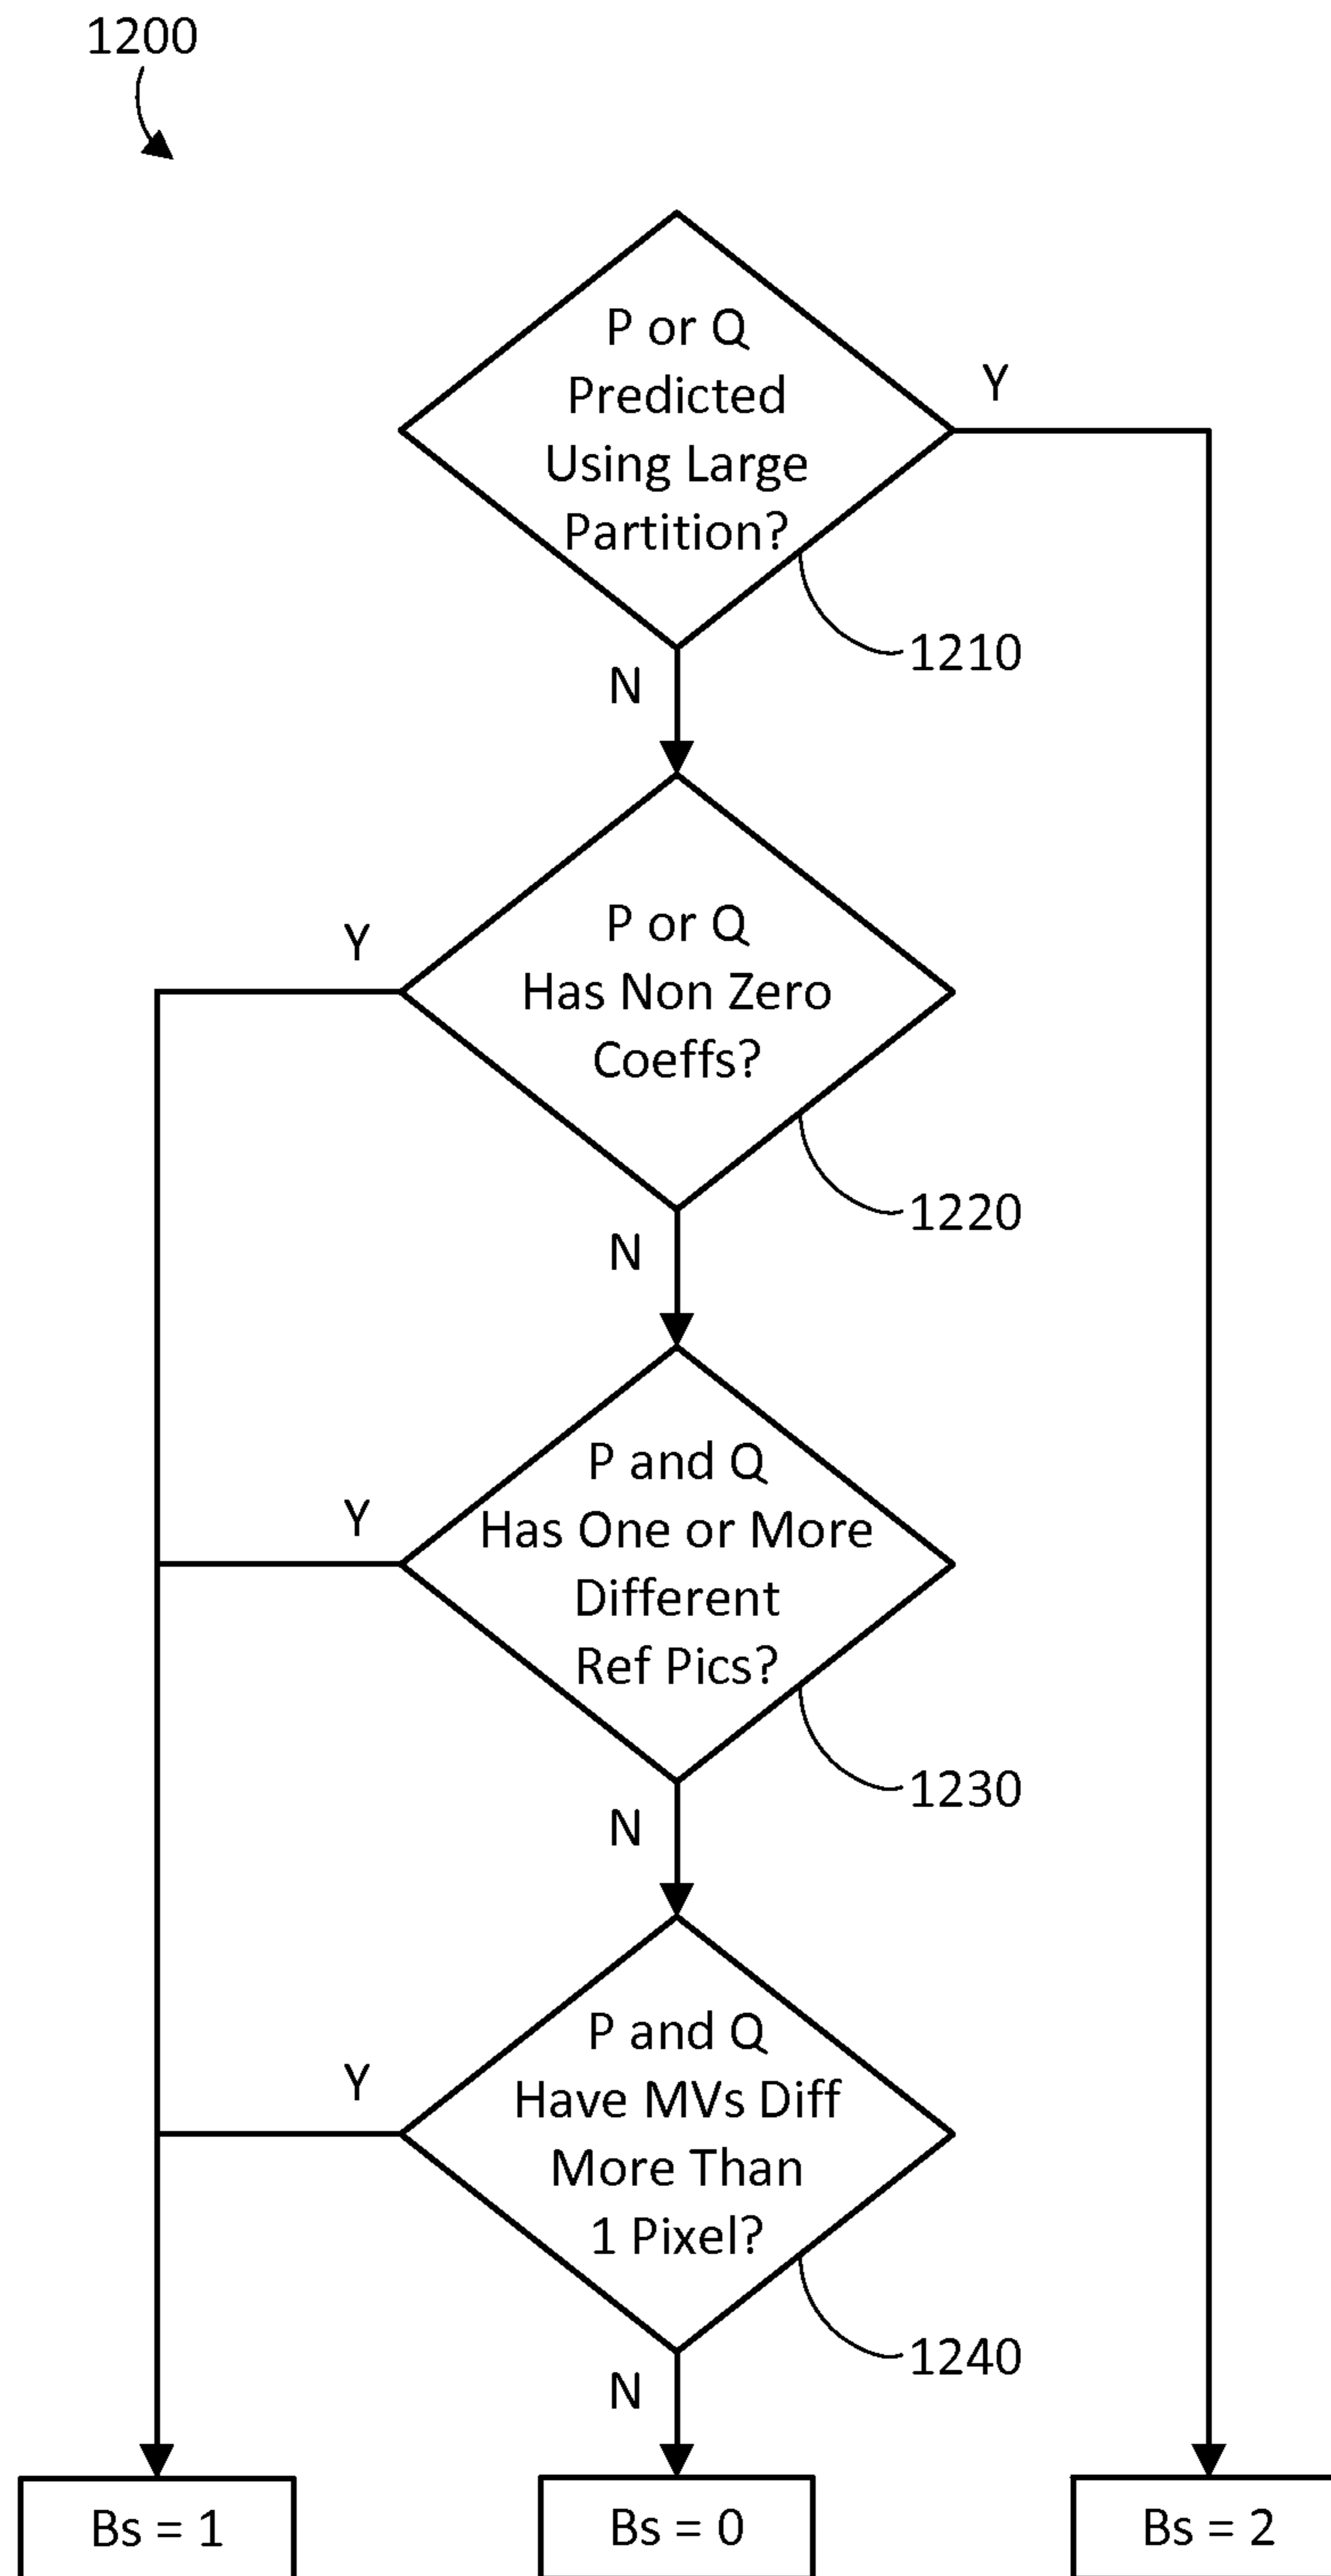 1200
P or Q
Predicted
Using Large
Partition?
Y
1210
N
P or Q
Has Non Zero
Coeffs?
Y
1220
N
P and Q
Has One or More
Different
Ref Pics?
Y
1230
N
P and Q
Have MVs Diff
More Than
1 Pixel?
Y
1240
N
Bs = 1
Bs = 0
Bs = 2